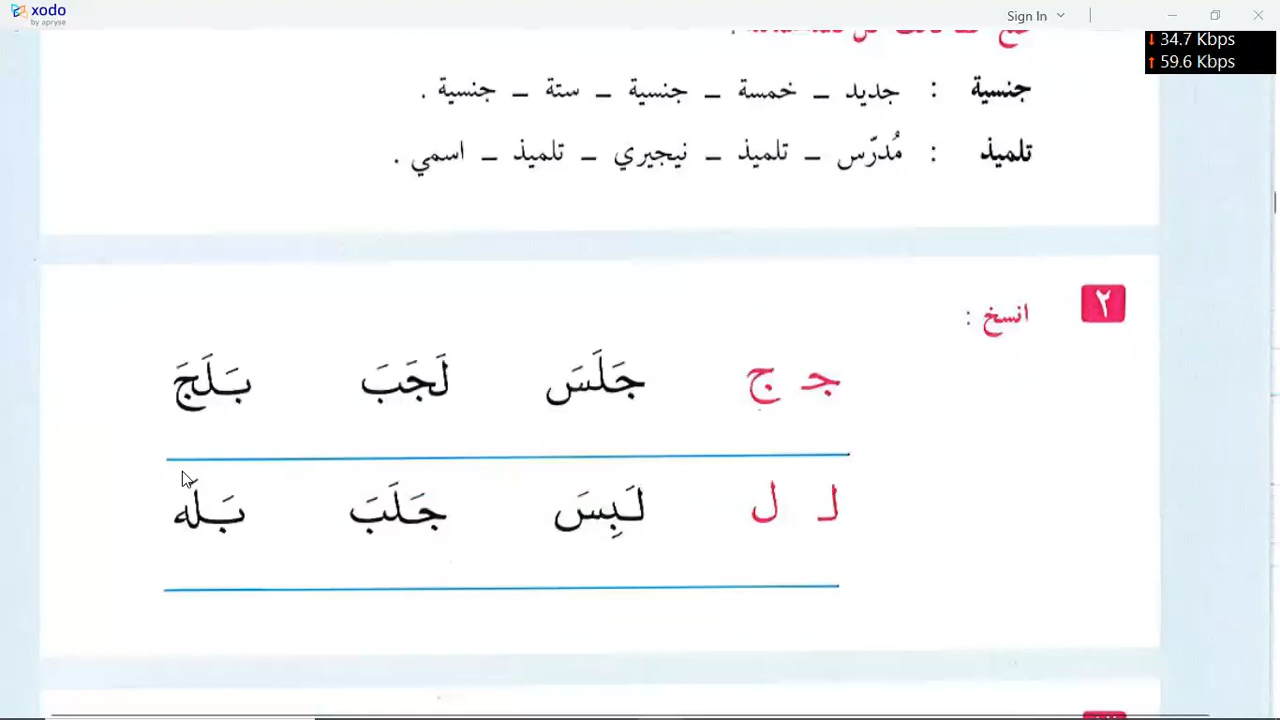 xodo
by apryse
Sign In
34.7 Kbps
59.6 Kbps
جنسية : جديد – خمسة – جنسية – ستة – جنسية .
تلميذ : مُدرّس – تلميذ – نيجيري – تلميذ – اسمي .
٢ انسخ :
جـ ج جَلَسَ لَجَبَ بَلَجَ
لـ ل لَبِسَ جَلَبَ بَلَه